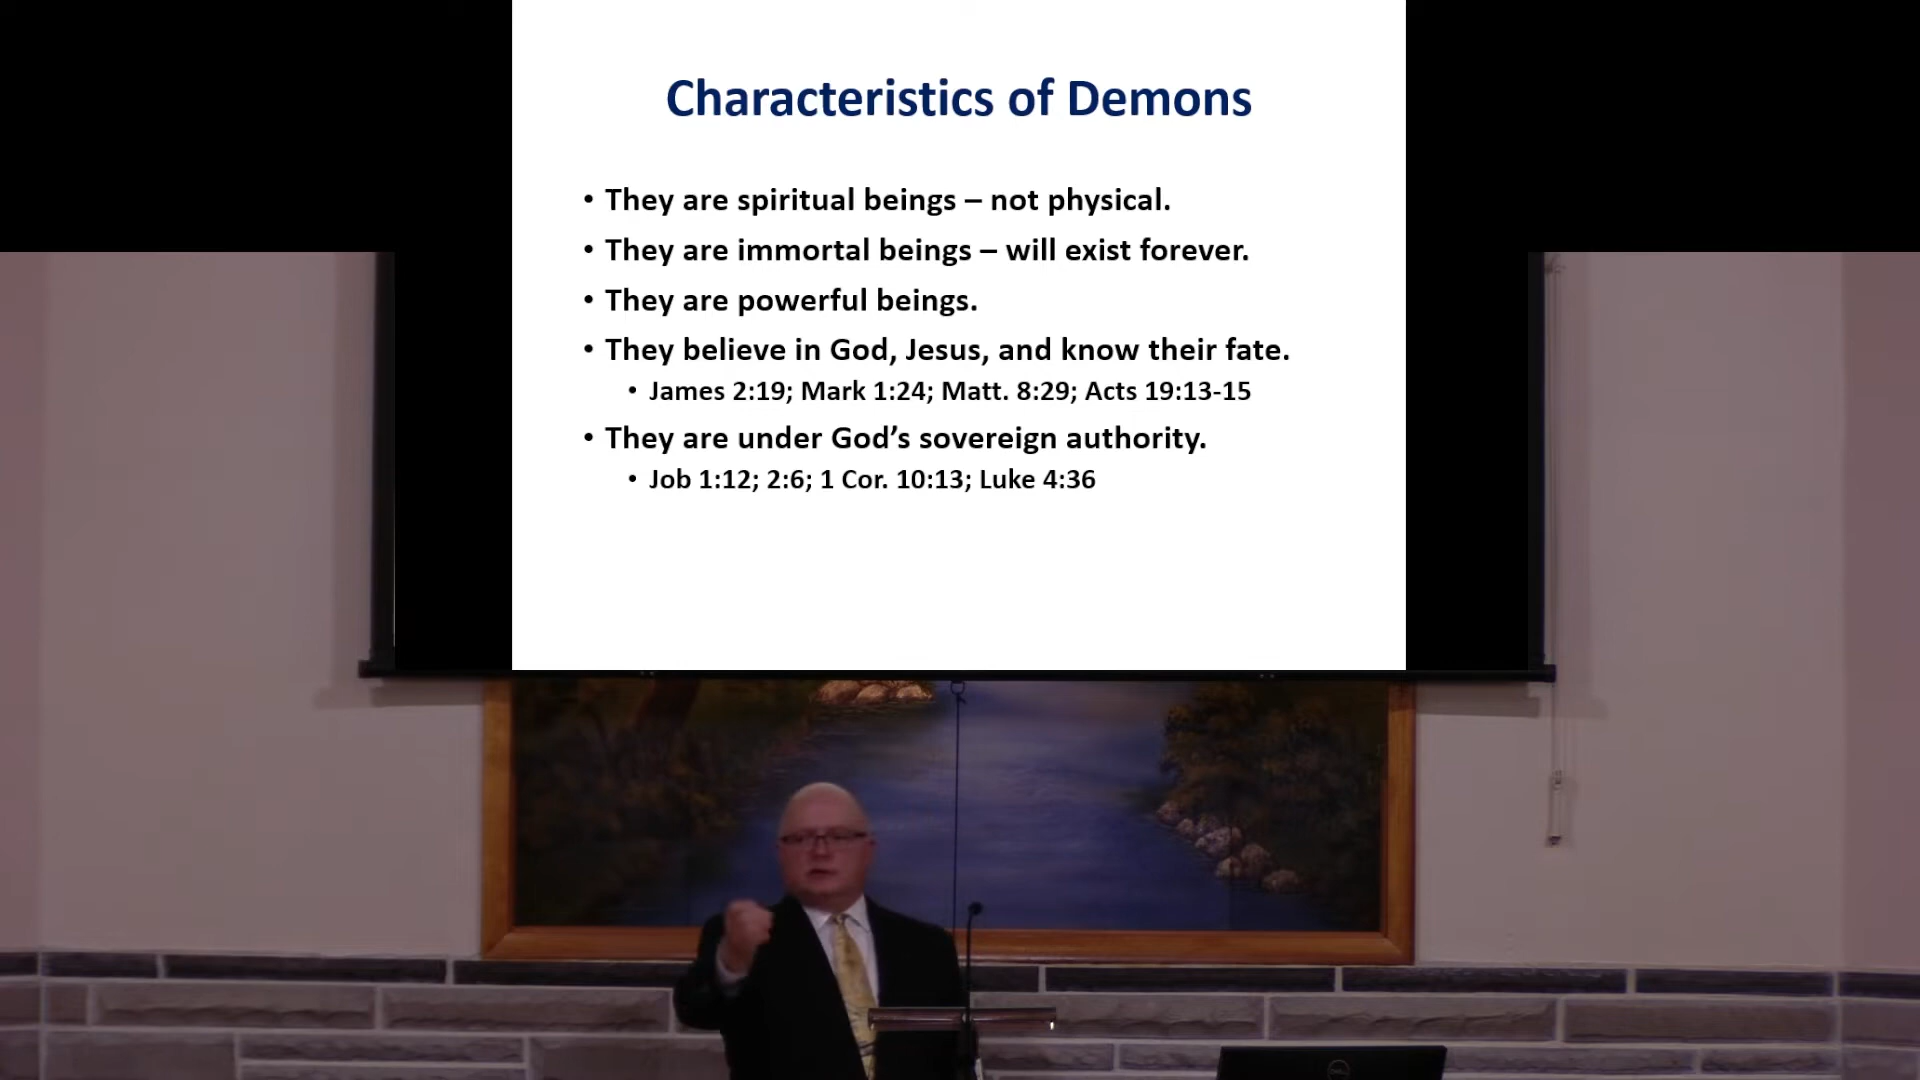 Characteristics of Demons
• They are spiritual beings – not physical.
• They are immortal beings – will exist forever.
• They are powerful beings.
• They believe in God, Jesus, and know their fate.
• James 2:19; Mark 1:24; Matt. 8:29; Acts 19:13-15
• They are under God’s sovereign authority.
• Job 1:12; 2:6; 1 Cor. 10:13; Luke 4:36
DELL